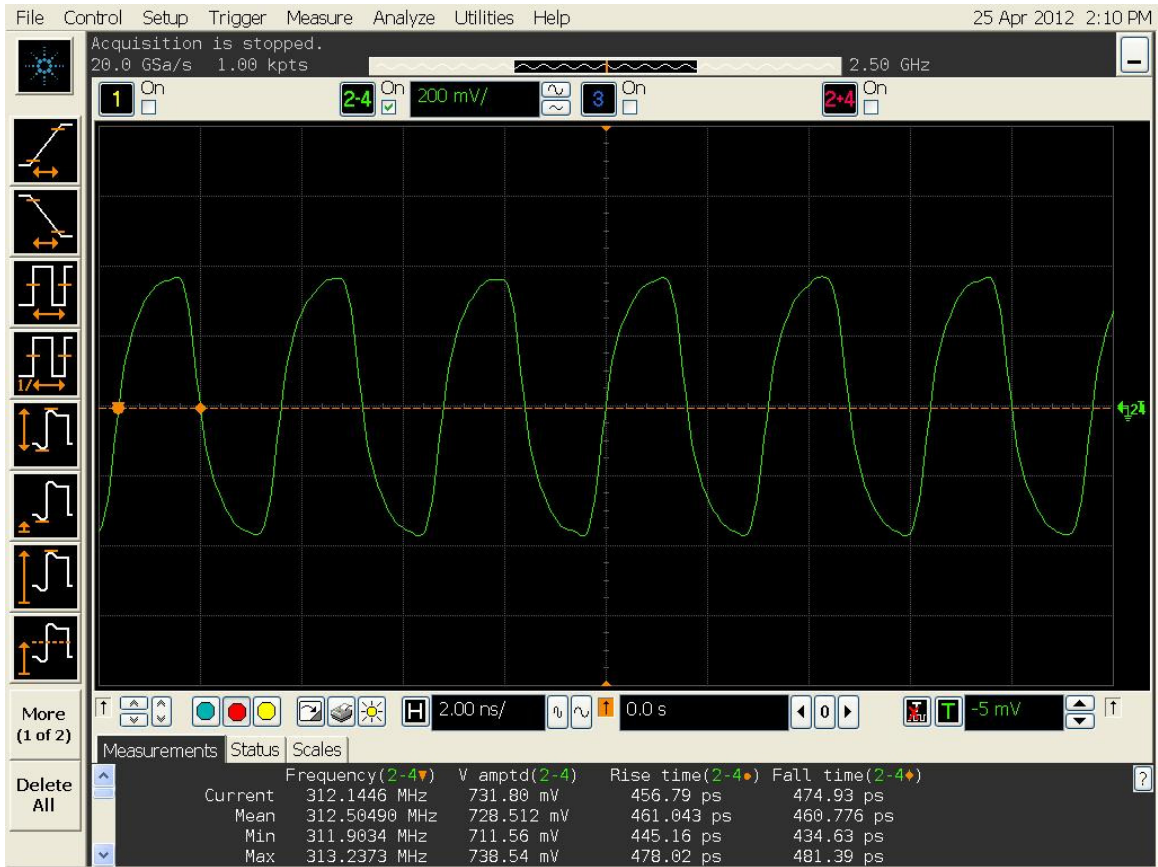 File Control Setup Trigger Measure Analyze Utilities Help 25 Apr 2012 2:10 PM
Acquisition is stopped.
20.0 GSa/s 1.00 kpts 2.50 GHz
1 On 2-4 On 200 mV/ 3 On 2+4 On
1/
More
(1 of 2)
Delete
All
H 2.00 ns/ T 0.0 s 0 T -5 mV T
Measurements Status Scales
Frequency(2-4) V amptd(2-4) Rise time(2-4) Fall time(2-4) ?
Current 312.1446 MHz 731.80 mV 456.79 ps 474.93 ps
Mean 312.50490 MHz 728.512 mV 461.043 ps 460.776 ps
Min 311.9034 MHz 711.56 mV 445.16 ps 434.63 ps
Max 313.2373 MHz 738.54 mV 478.02 ps 481.39 ps